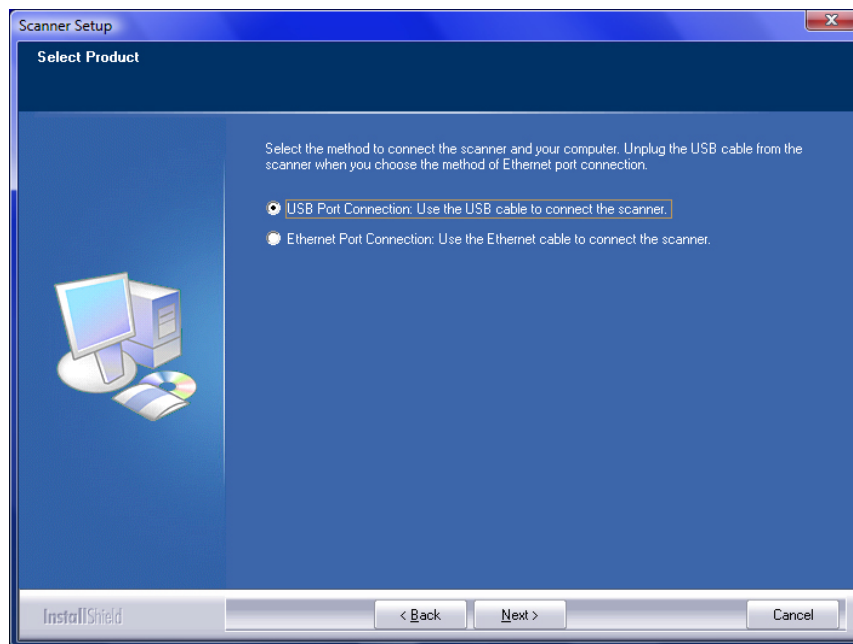 Scanner Setup
Select Product
Select the method to connect the scanner and your computer. Unplug the USB cable from the
scanner when you choose the method of Ethernet port connection.
USB Port Connection: Use the USB cable to connect the scanner.
Ethernet Port Connection: Use the Ethernet cable to connect the scanner.
InstallShield
< Back Next > Cancel